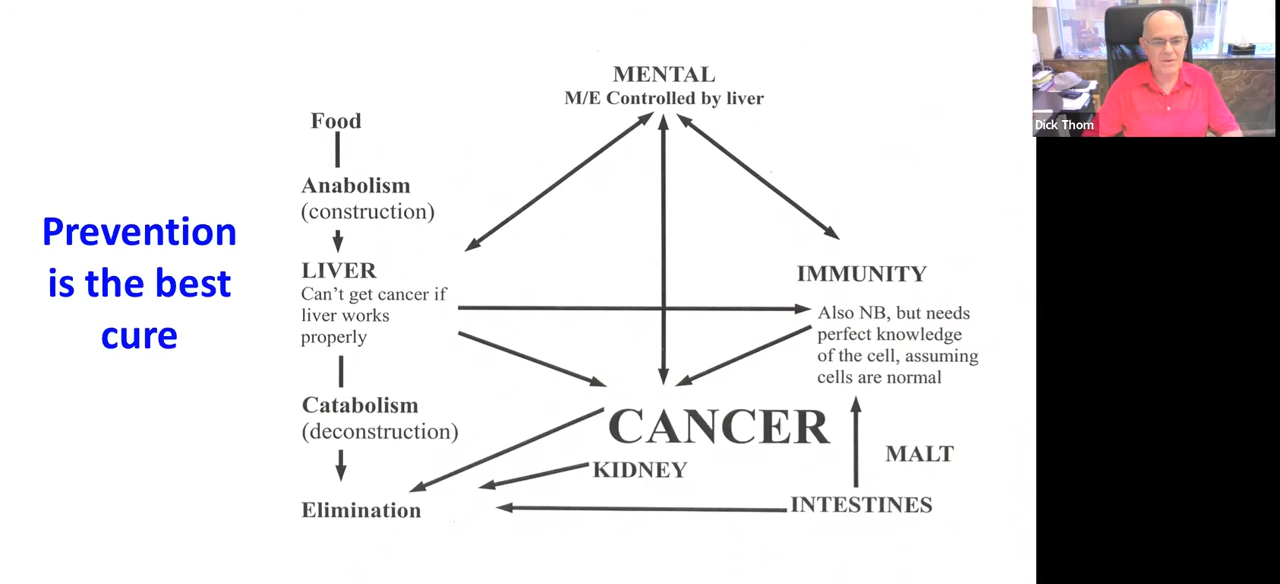 Prevention
is the best
cure
MENTAL
M/E Controlled by liver
Food
Anabolism
(construction)
LIVER
Can't get cancer if
liver works
properly
Catabolism
(deconstruction)
Elimination
IMMUNITY
Also NB, but needs
perfect knowledge
of the cell, assuming
cells are normal
CANCER
KIDNEY
MALT
INTESTINES
Dick Thom